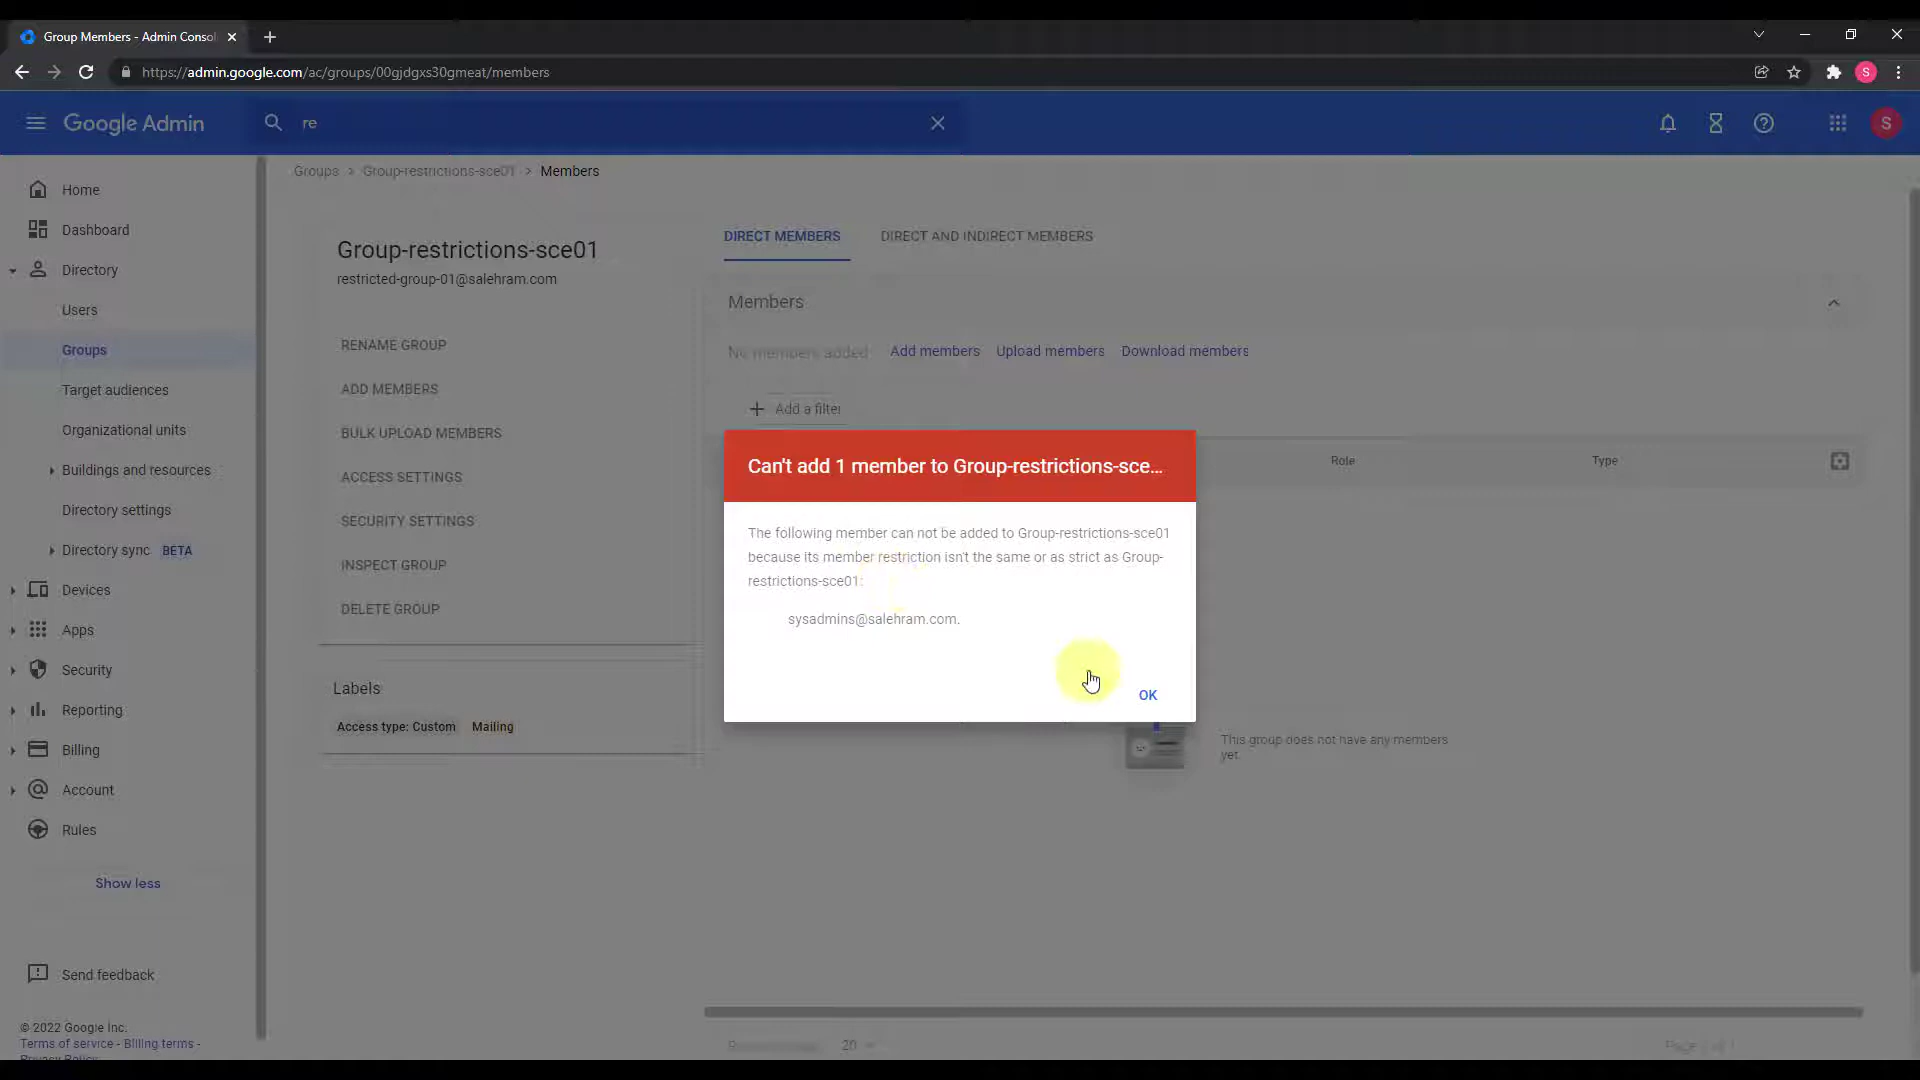 Group Members - Admin Consol
https://admin.google.com/ac/groups/00gjdgxs30gmeat/members
S
Google Admin
re
S
Home
Dashboard
Directory
Users
Groups
Target audiences
Organizational units
Buildings and resources
Directory settings
Directory sync BETA
Devices
Apps
Security
Reporting
Billing
Account
Rules
Show less
Send feedback
© 2022 Google Inc.
Terms of service - Billing terms -
Privacy Policy
Groups > Group-restrictions-sce01 > Members
Group-restrictions-sce01
restricted-group-01@salehram.com
RENAME GROUP
ADD MEMBERS
BULK UPLOAD MEMBERS
ACCESS SETTINGS
SECURITY SETTINGS
INSPECT GROUP
DELETE GROUP
Labels
Access type: Custom Mailing
DIRECT MEMBERS DIRECT AND INDIRECT MEMBERS
Members
No members added Add members Upload members Download members
Add a filter
Role Type
Can't add 1 member to Group-restrictions-sce...
The following member can not be added to Group-restrictions-sce01
because its member restriction isn't the same or as strict as Group-
restrictions-sce01:
sysadmins@salehram.com.
OK
This group does not have any members
yet.
20